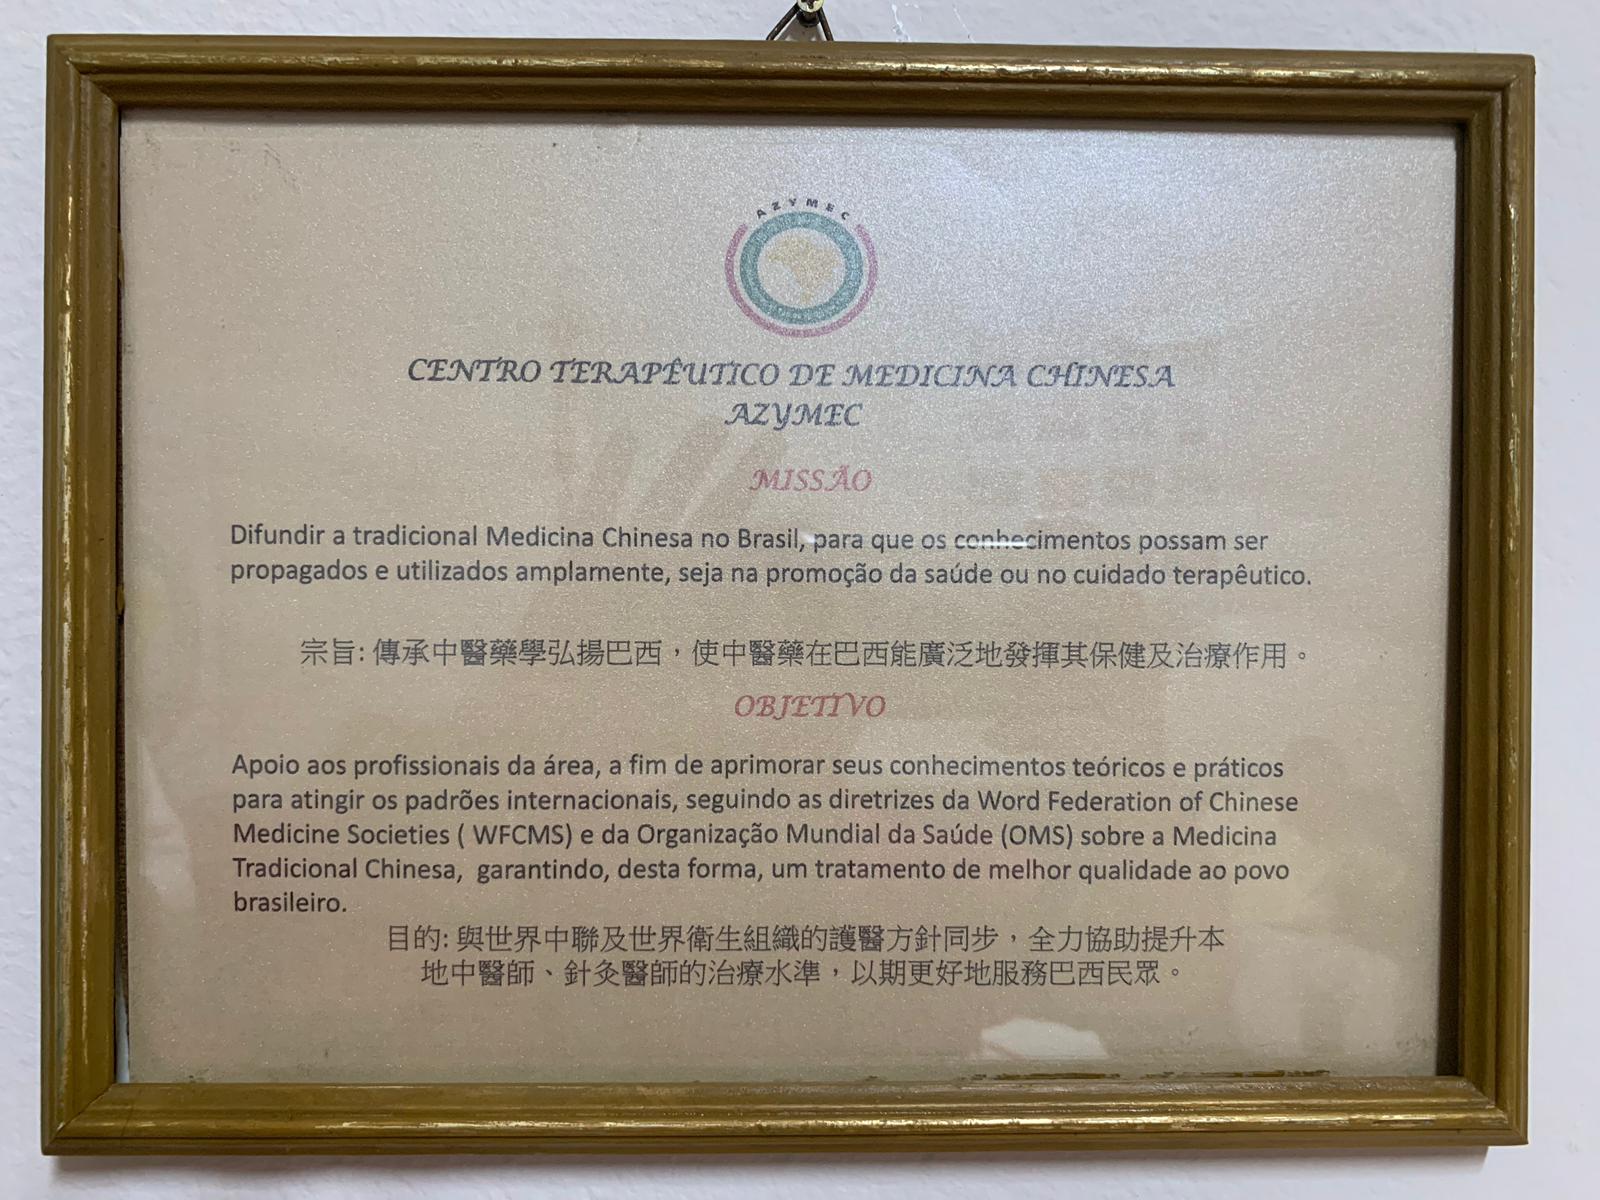 AZYMEC
CENTRO TERAPÊUTICO DE MEDICINA CHINESA
AZYMEC
MISSÃO
Difundir a tradicional Medicina Chinesa no Brasil, para que os conhecimentos possam ser
propagados e utilizados amplamente, seja na promoção da saúde ou no cuidado terapêutico.
宗旨: 傳承中醫藥學弘揚巴西，使中醫藥在巴西能廣泛地發揮其保健及治療作用。
OBJETIVO
Apoio aos profissionais da área, a fim de aprimorar seus conhecimentos teóricos e práticos
para atingir os padrões internacionais, seguindo as diretrizes da Word Federation of Chinese
Medicine Societies ( WFCMS) e da Organização Mundial da Saúde (OMS) sobre a Medicina
Tradicional Chinesa,  garantindo, desta forma, um tratamento de melhor qualidade ao povo
brasileiro.
目的: 與世界中聯及世界衛生組織的護醫方針同步，全力協助提升本
地中醫師、針灸醫師的治療水準，以期更好地服務巴西民眾。